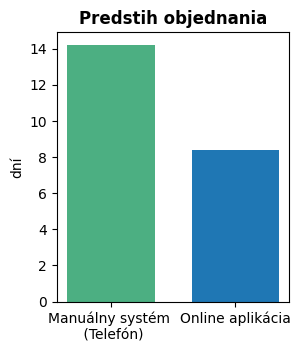 Predstih objednania
dní
14
12
10
8
6
4
2
0
Manuálny systém
(Telefón)
Online aplikácia